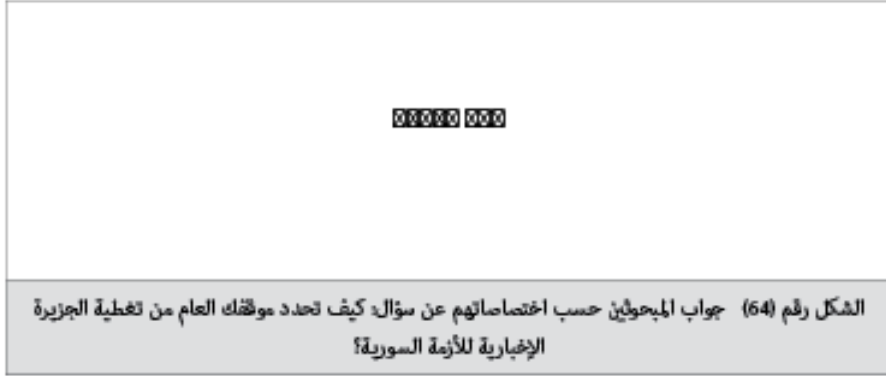 الشكل رقم (64) جواب المبحوثين حسب اختصاصاتهم عن سؤال: كيف تحدد موقفك العام من تغطية الجزيرة
الإخبارية للأزمة السورية؟